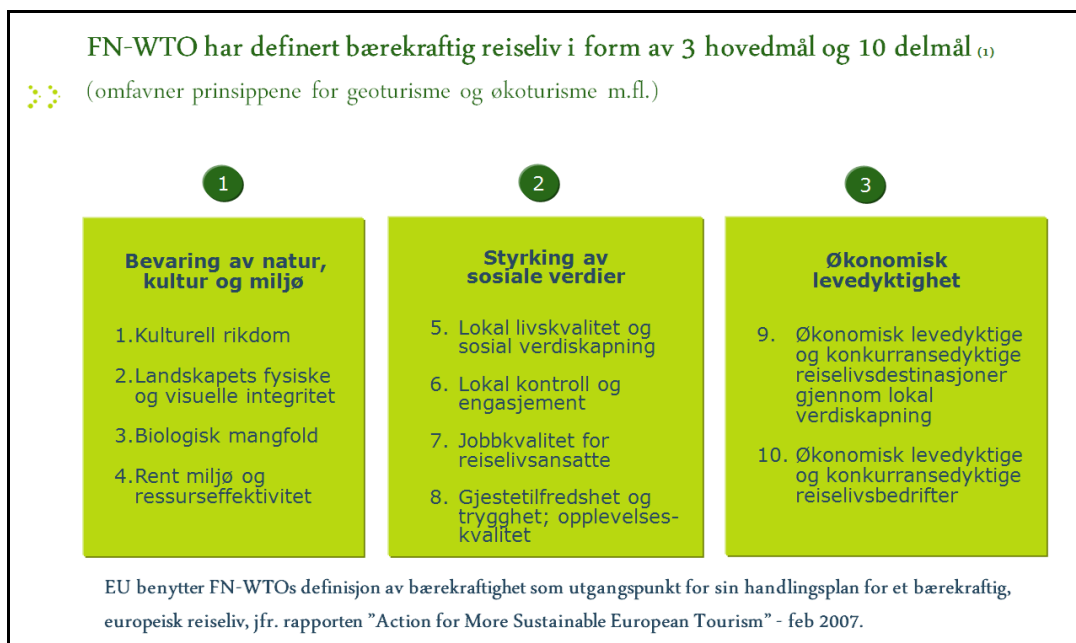 FN-WTO har definert bærekraftig reiseliv i form av 3 hovedmål og 10 delmål (1)
(omfavner prinsippene for geoturisme og økoturisme m.fl.)
1
Bevaring av natur,
kultur og miljø
1.Kulturell rikdom
2.Landskapets fysiske
og visuelle integritet
3.Biologisk mangfold
4.Rent miljø og
ressurseffektivitet
2
Styrking av
sosiale verdier
5. Lokal livskvalitet og
sosial verdiskapning
6. Lokal kontroll og
engasjement
7. Jobbkvalitet for
reiselivsansatte
8. Gjestetilfredshet og
trygghet; opplevelses-
kvalitet
3
Økonomisk
levedyktighet
9. Økonomisk levedyktige
og konkurransedyktige
reiselivsdestinasjoner
gjennom lokal
verdiskapning
10. Økonomisk levedyktige
og konkurransedyktige
reiselivsbedrifter
EU benytter FN-WTOs definisjon av bærekraftighet som utgangspunkt for sin handlingsplan for et bærekraftig,
europeisk reiseliv, jfr. rapporten ”Action for More Sustainable European Tourism” - feb 2007.